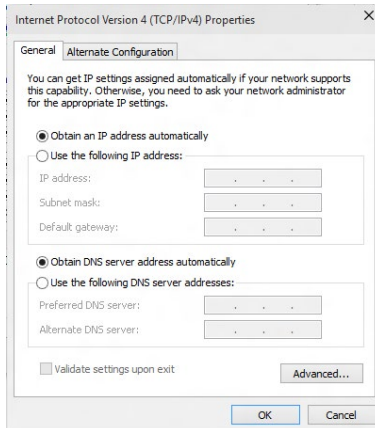 Internet Protocol Version 4 (TCP/IPv4) Properties
General
Alternate Configuration
You can get IP settings assigned automatically if your network supports
this capability. Otherwise, you need to ask your network administrator
for the appropriate IP settings.
Obtain an IP address automatically
Use the following IP address:
IP address:
Subnet mask:
Default gateway:
Obtain DNS server address automatically
Use the following DNS server addresses:
Preferred DNS server:
Alternate DNS server:
Validate settings upon exit
Advanced...
OK
Cancel